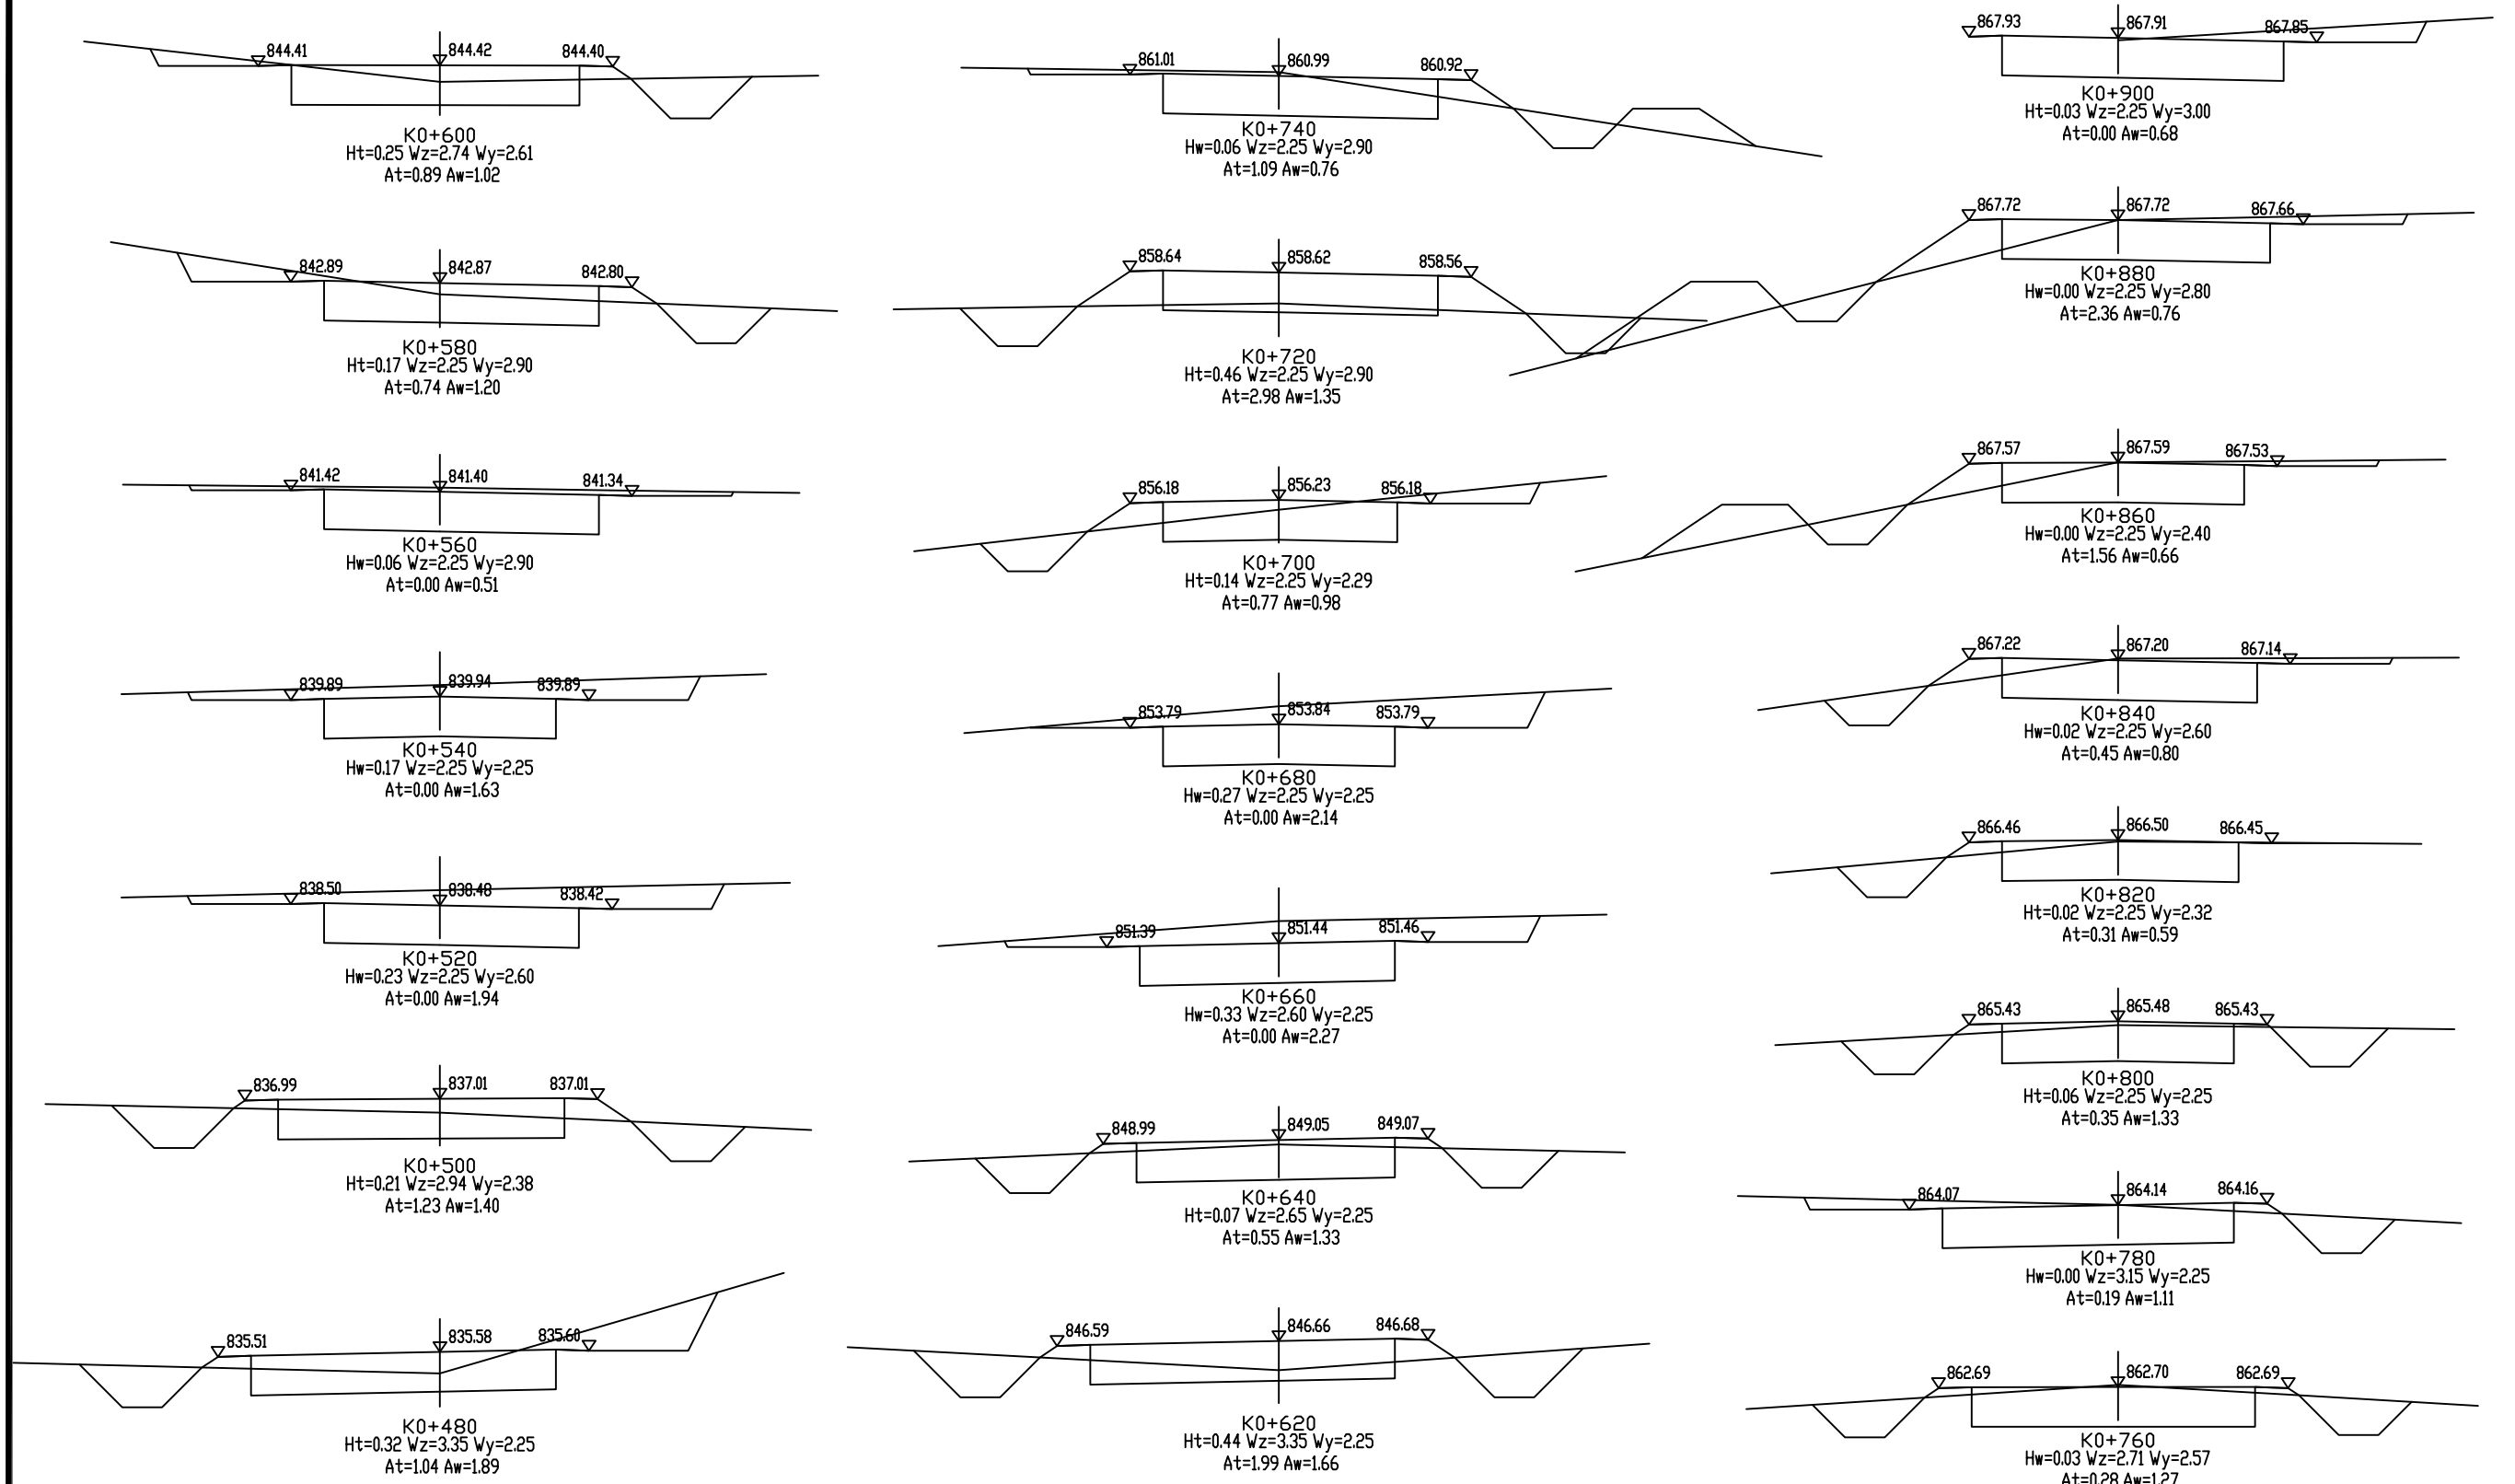 844.41 844.42 844.40
K0+600
Ht=0.25 Wz=2.74 Wy=2.61
At=0.89 Aw=1.02
842.89 842.87 842.80
K0+580
Ht=0.17 Wz=2.25 Wy=2.90
At=0.74 Aw=1.20
841.42 841.40 841.34
K0+560
Hw=0.06 Wz=2.25 Wy=2.90
At=0.00 Aw=0.51
839.89 839.94 839.89
K0+540
Hw=0.17 Wz=2.25 Wy=2.25
At=0.00 Aw=1.63
838.50 838.48 838.42
K0+520
Hw=0.23 Wz=2.25 Wy=2.60
At=0.00 Aw=1.94
836.99 837.01 837.01
K0+500
Ht=0.21 Wz=2.94 Wy=2.38
At=1.23 Aw=1.40
835.51 835.58 835.60
K0+480
Ht=0.32 Wz=3.35 Wy=2.25
At=1.04 Aw=1.89
861.01 860.99 860.92
K0+740
Hw=0.06 Wz=2.25 Wy=2.90
At=1.09 Aw=0.76
858.64 858.62 858.56
K0+720
Ht=0.46 Wz=2.25 Wy=2.90
At=2.98 Aw=1.35
856.18 856.23 856.18
K0+700
Ht=0.14 Wz=2.25 Wy=2.29
At=0.77 Aw=0.98
853.79 853.84 853.79
K0+680
Hw=0.27 Wz=2.25 Wy=2.25
At=0.00 Aw=2.14
851.39 851.44 851.46
K0+660
Hw=0.33 Wz=2.60 Wy=2.25
At=0.00 Aw=2.27
848.99 849.05 849.07
K0+640
Ht=0.07 Wz=2.65 Wy=2.25
At=0.55 Aw=1.33
846.59 846.66 846.68
K0+620
Ht=0.44 Wz=3.35 Wy=2.25
At=1.99 Aw=1.66
867.93 867.91 867.85
K0+900
Ht=0.03 Wz=2.25 Wy=3.00
At=0.00 Aw=0.68
867.72 867.72 867.66
K0+880
Hw=0.00 Wz=2.25 Wy=2.80
At=2.36 Aw=0.76
867.57 867.59 867.53
K0+860
Hw=0.00 Wz=2.25 Wy=2.40
At=1.56 Aw=0.66
867.22 867.20 867.14
K0+840
Hw=0.02 Wz=2.25 Wy=2.60
At=0.45 Aw=0.80
866.46 866.50 866.45
K0+820
Ht=0.02 Wz=2.25 Wy=2.32
At=0.31 Aw=0.59
865.43 865.48 865.43
K0+800
Ht=0.06 Wz=2.25 Wy=2.25
At=0.35 Aw=1.33
864.07 864.14 864.16
K0+780
Hw=0.00 Wz=3.15 Wy=2.25
At=0.19 Aw=1.11
862.69 862.70 862.69
K0+760
Hw=0.03 Wz=2.71 Wy=2.57
At=0.28 Aw=1.27